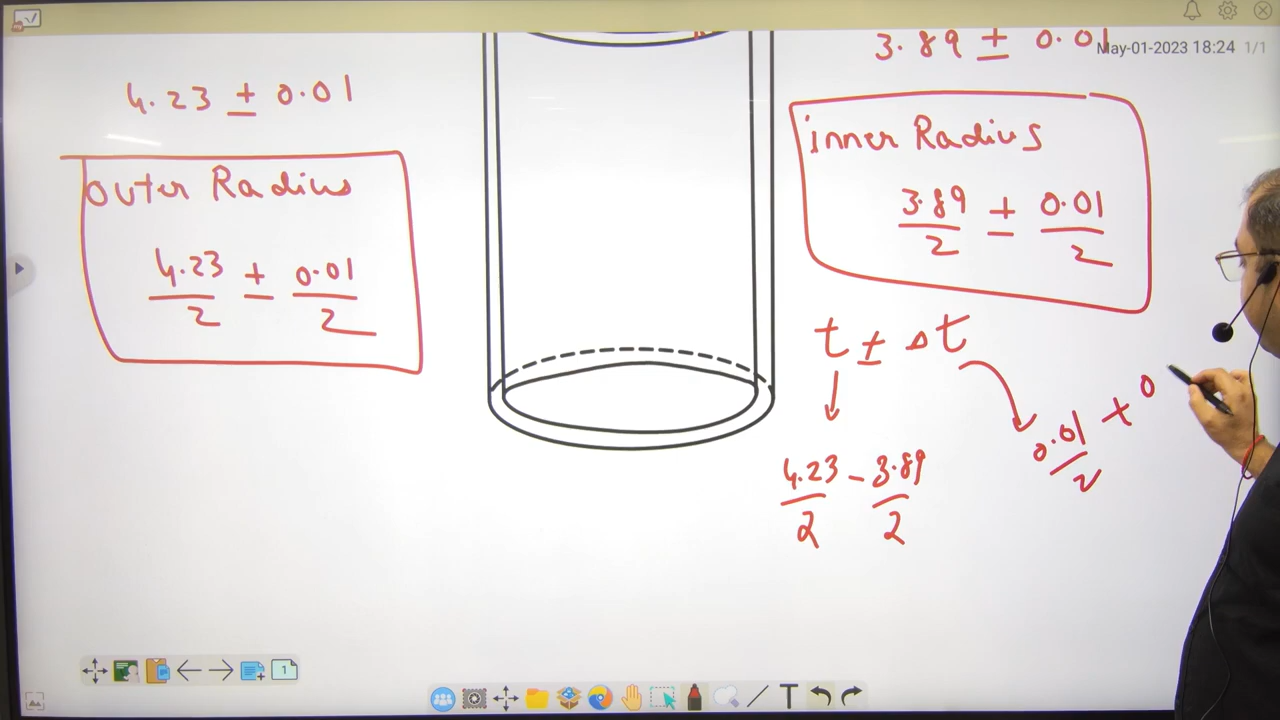 3.89 ± 0.01
May-01-2023 18:24 1/1
4.23 ± 0.01
outer Radius
4.23/2 ± 0.01/2
inner Radius
3.89/2 ± 0.01/2
t ± Δt
4.23/2 - 3.89/2
0.01/2 + 0
1
T